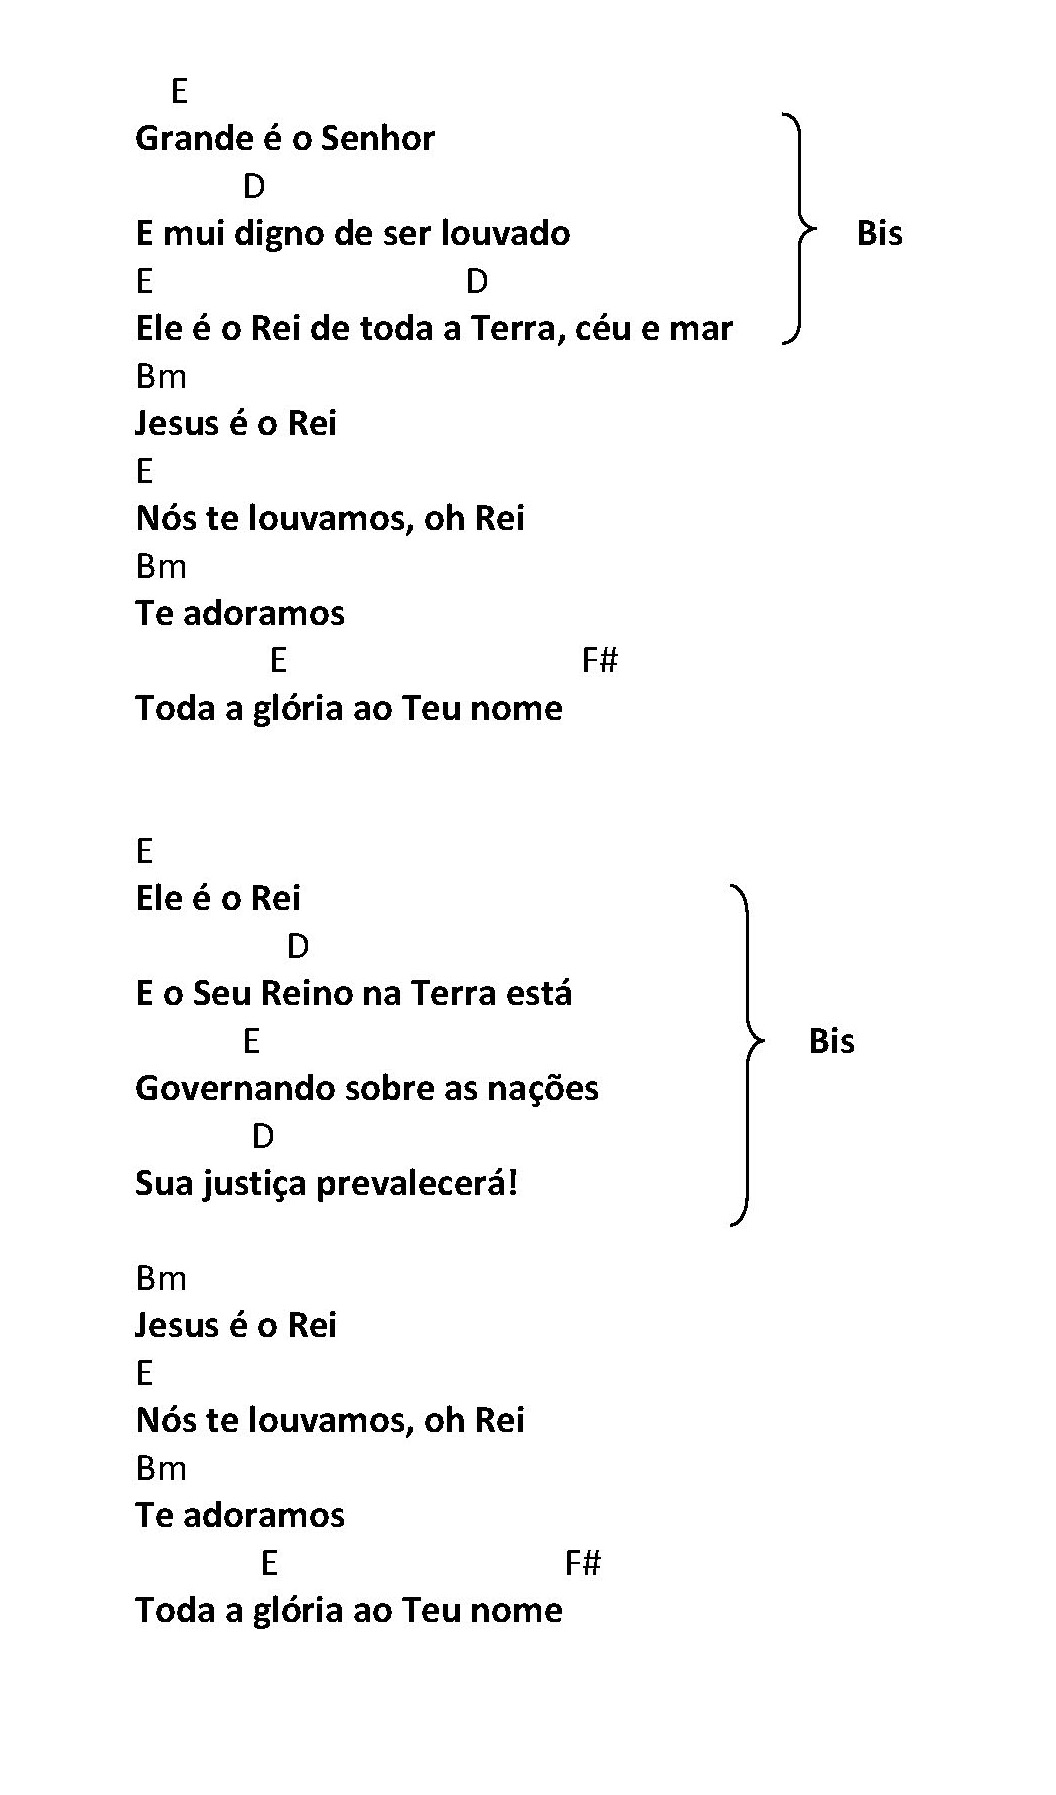 E
Grande é o Senhor
D
E mui digno de ser louvado Bis
E D
Ele é o Rei de toda a Terra, céu e mar
Bm
Jesus é o Rei
E
Nós te louvamos, oh Rei
Bm
Te adoramos
E F#
Toda a glória ao Teu nome
E
Ele é o Rei
D
E o Seu Reino na Terra está
E Bis
Governando sobre as nações
D
Sua justiça prevalecerá!
Bm
Jesus é o Rei
E
Nós te louvamos, oh Rei
Bm
Te adoramos
E F#
Toda a glória ao Teu nome